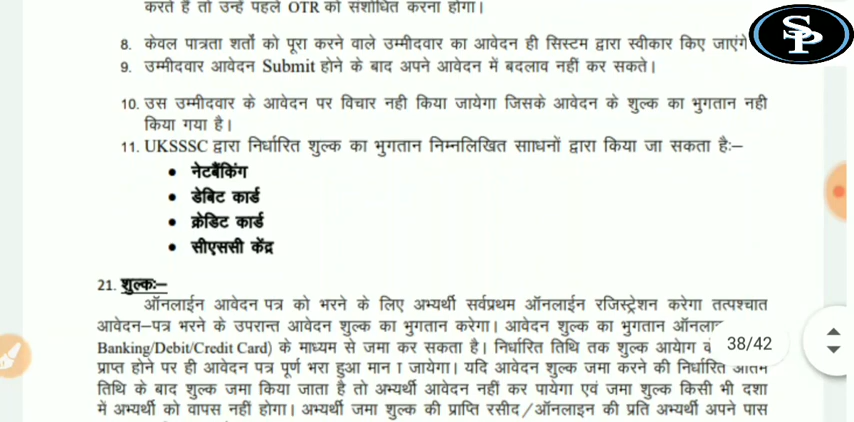 करते हैं तो उन्हें पहले OTR को संशोधित करना होगा।
8. केवल पात्रता शर्तों को पूरा करने वाले उम्मीदवार का आवेदन ही सिस्टम द्वारा स्वीकार किए जाएंगे
9. उम्मीदवार आवेदन Submit होने के बाद अपने आवेदन में बदलाव नहीं कर सकते।
10. उस उम्मीदवार के आवेदन पर विचार नही किया जायेगा जिसके आवेदन के शुल्क का भुगतान नही
किया गया है।
11. UKSSSC द्वारा निर्धारित शुल्क का भुगतान निम्नलिखित सााधनों द्वारा किया जा सकता है:–
• नेटबैंकिंग
• डेबिट कार्ड
• क्रेडिट कार्ड
• सीएससी केंद्र
21. शुल्क:–
ऑनलाईन आवेदन पत्र को भरने के लिए अभ्यर्थी सर्वप्रथम ऑनलाईन रजिस्ट्रेशन करेगा तत्पश्चात
आवेदन–पत्र भरने के उपरान्त आवेदन शुल्क का भुगतान करेगा। आवेदन शुल्क का भुगतान
Banking/Debit/Credit Card) के माध्यम से जमा कर सकता है। निर्धारित तिथि तक शुल्क आयेाग
38/42
प्राप्त होने पर ही आवेदन पत्र पूर्ण भरा हुआ मान ा जायेगा। यदि आवेदन शुल्क जमा करने की निर्धारित अंतिम
तिथि के बाद शुल्क जमा किया जाता है तो अभ्यर्थी आवेदन नहीं कर पायेगा एवं जमा शुल्क किसी भी दशा
में अभ्यर्थी को वापस नहीं होगा। अभ्यर्थी जमा शुल्क की प्राप्ति रसीद/ऑनलाइन की प्रति अभ्यर्थी अपने पास
SP